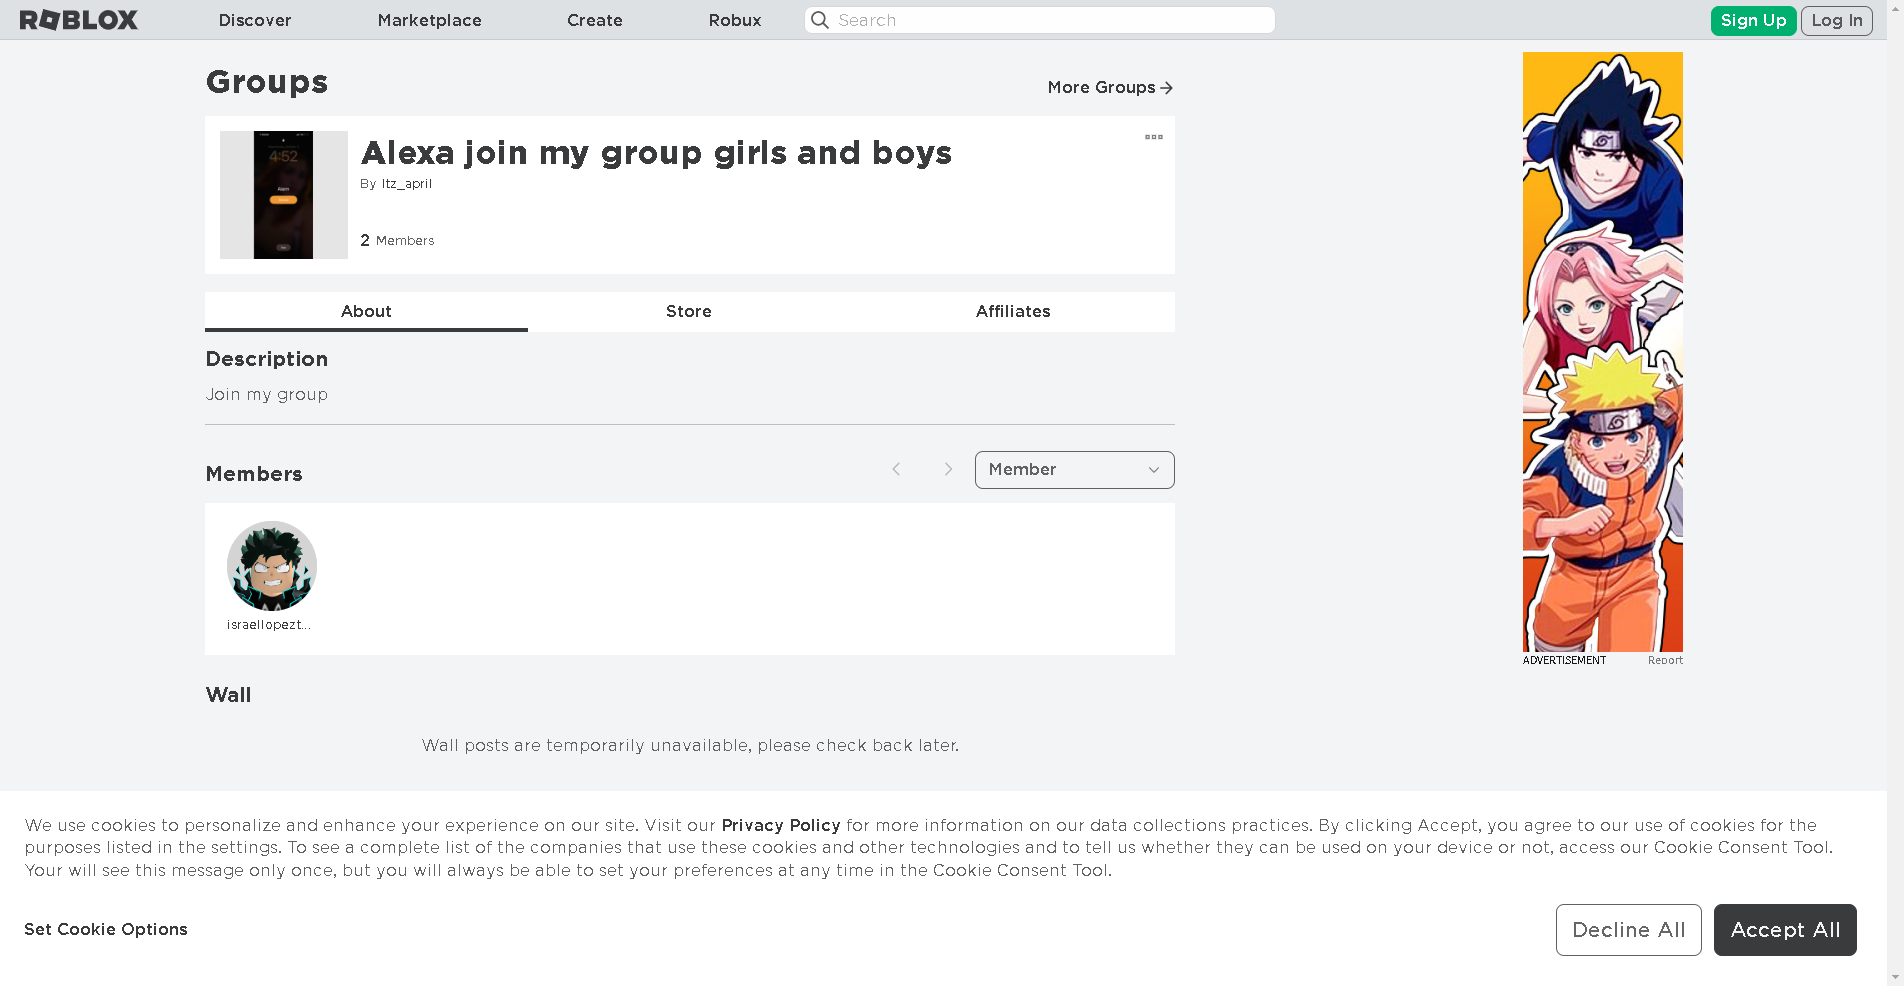 ROBLOX
Discover
Marketplace
Create
Robux
Search
Sign Up
Log In
Groups
More Groups
4:52
Alexa join my group girls and boys
By Itz_april
2 Members
About
Store
Affiliates
Description
Join my group
Members
Member
israellopezt...
Wall
Wall posts are temporarily unavailable, please check back later.
ADVERTISEMENT
Report
We use cookies to personalize and enhance your experience on our site. Visit our Privacy Policy for more information on our data collections practices. By clicking Accept, you agree to our use of cookies for the
purposes listed in the settings. To see a complete list of the companies that use these cookies and other technologies and to tell us whether they can be used on your device or not, access our Cookie Consent Tool.
Your will see this message only once, but you will always be able to set your preferences at any time in the Cookie Consent Tool.
Set Cookie Options
Decline All
Accept All